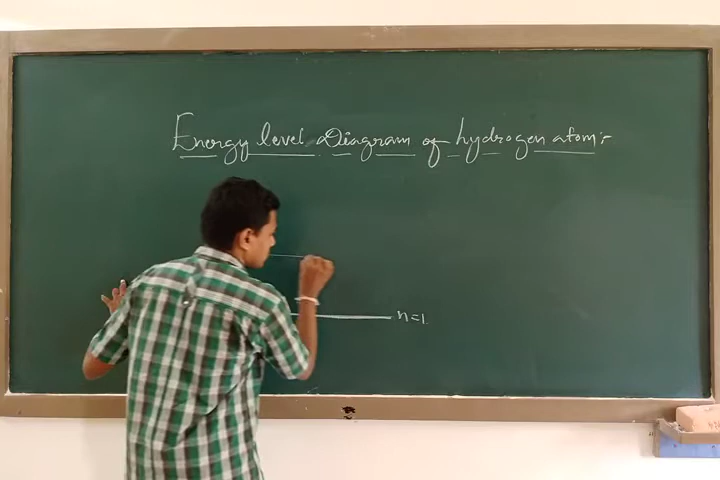 Energy level Diagram of hydrogen atom:-
n=1